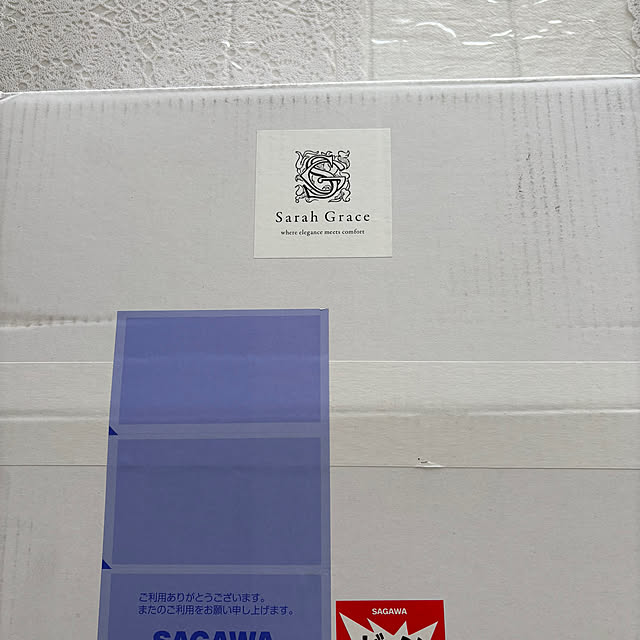 Sarah Grace
where elegance meets comfort
ご利用ありがとうございます。
またのご利用をお願い申し上げます。
SAGAWA
SAGAWA